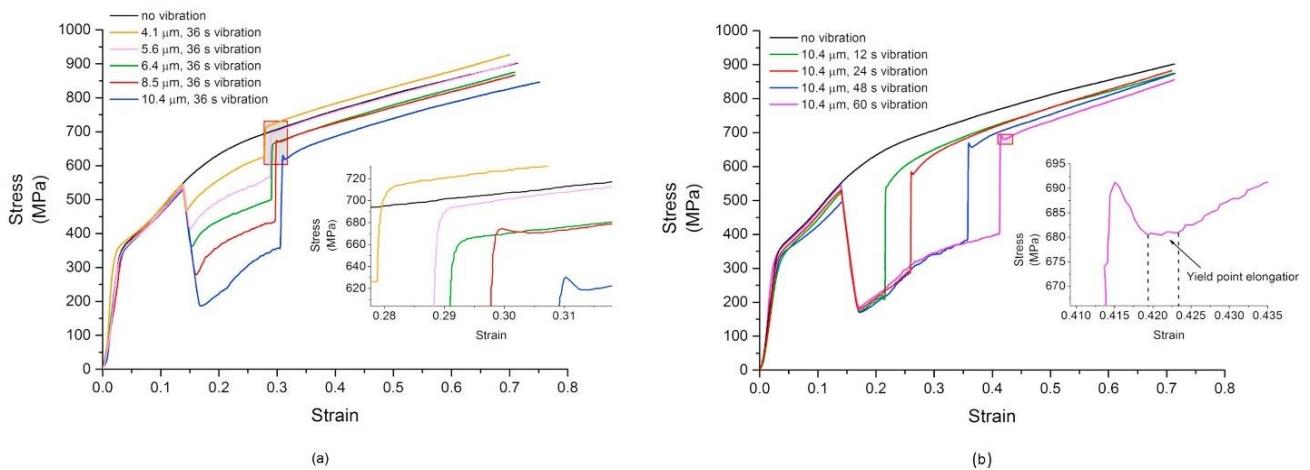 no vibration
4.1 μm, 36 s vibration
5.6 μm, 36 s vibration
6.4 μm, 36 s vibration
8.5 μm, 36 s vibration
10.4 μm, 36 s vibration
1000
900
800
700
600
500
400
300
200
100
0
Stress
(MPa)
0.0 0.1 0.2 0.3 0.4 0.5 0.6 0.7 0.8
Strain
720
700
680
660
640
620
Stress
(MPa)
0.28 0.29 0.30 0.31
Strain
(a)
no vibration
10.4 μm, 12 s vibration
10.4 μm, 24 s vibration
10.4 μm, 48 s vibration
10.4 μm, 60 s vibration
1000
900
800
700
600
500
400
300
200
100
0
Stress
(MPa)
0.0 0.1 0.2 0.3 0.4 0.5 0.6 0.7 0.8
Strain
695
690
685
680
675
670
Stress
(MPa)
Yield point elongation
0.410 0.415 0.420 0.425 0.430 0.435
Strain
(b)